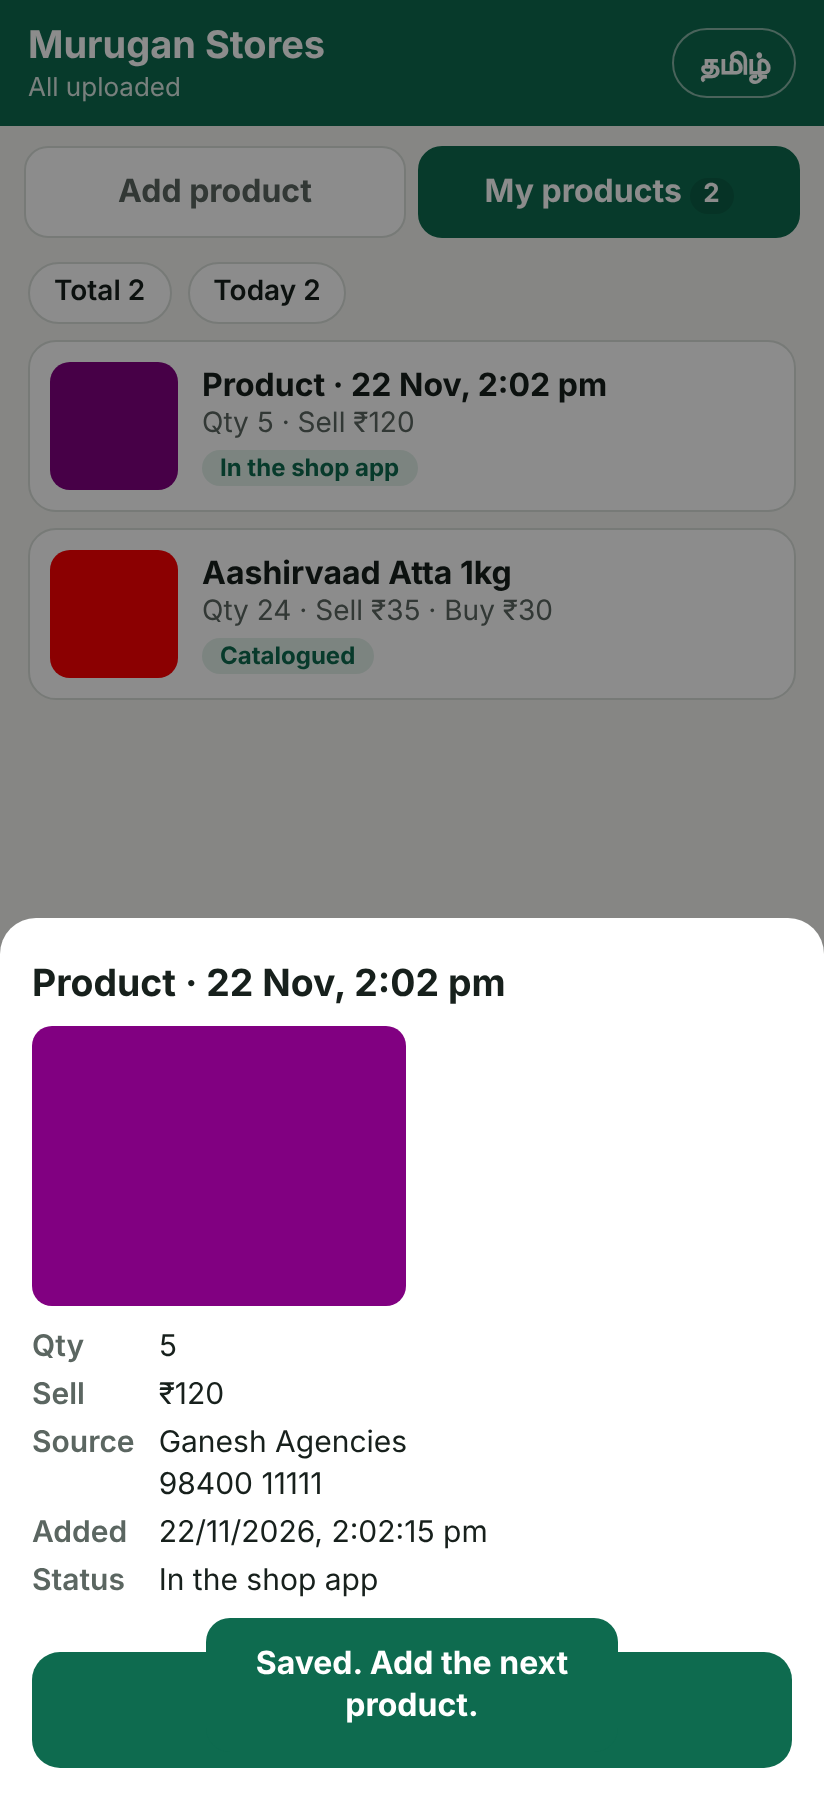 Murugan Stores
All uploaded
தமிழ்
Add product
My products 2
Total 2
Today 2
Product · 22 Nov, 2:02 pm
Qty 5 · Sell ₹120
In the shop app
Aashirvaad Atta 1kg
Qty 24 · Sell ₹35 · Buy ₹30
Catalogued
Product · 22 Nov, 2:02 pm
Qty 5
Sell ₹120
Source Ganesh Agencies
98400 11111
Added 22/11/2026, 2:02:15 pm
Status In the shop app
Saved. Add the next
product.